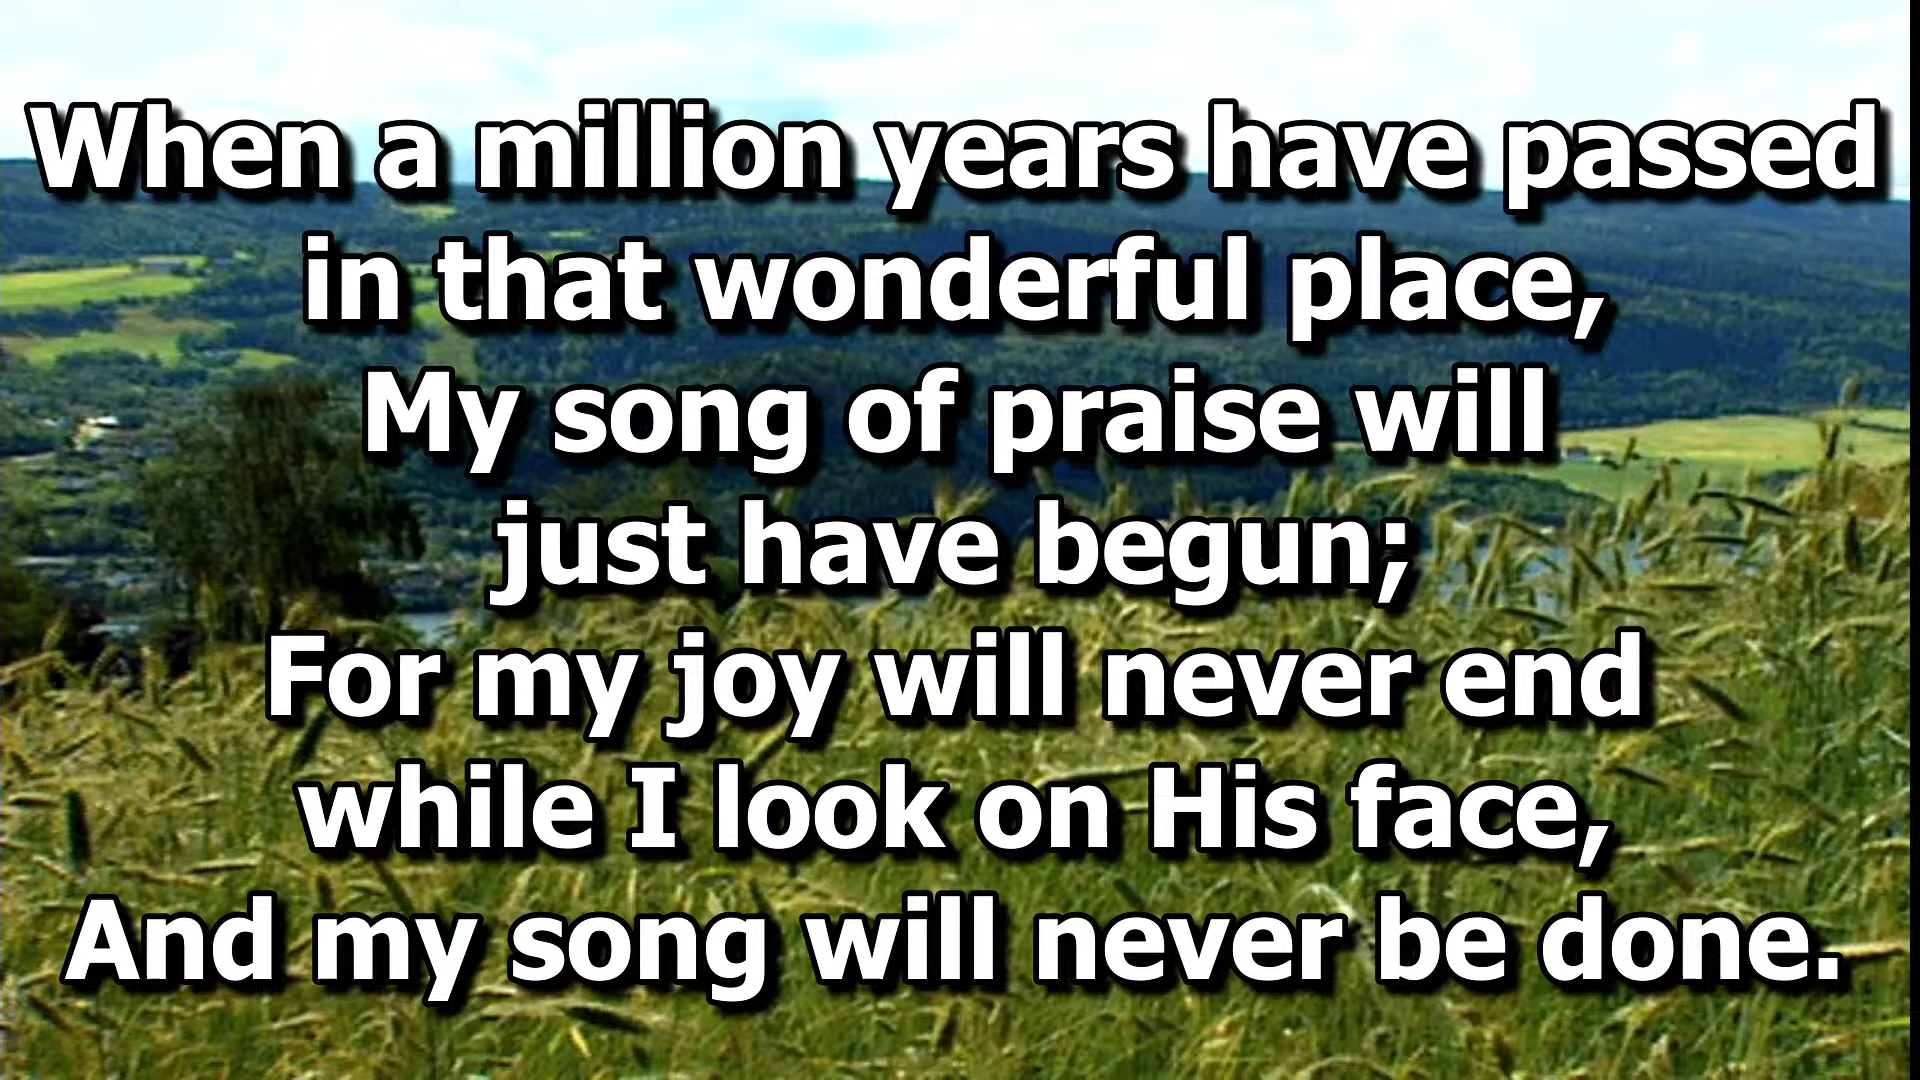 When a million years have passed
in that wonderful place,
My song of praise will
just have begun;
For my joy will never end
while I look on His face,
And my song will never be done.